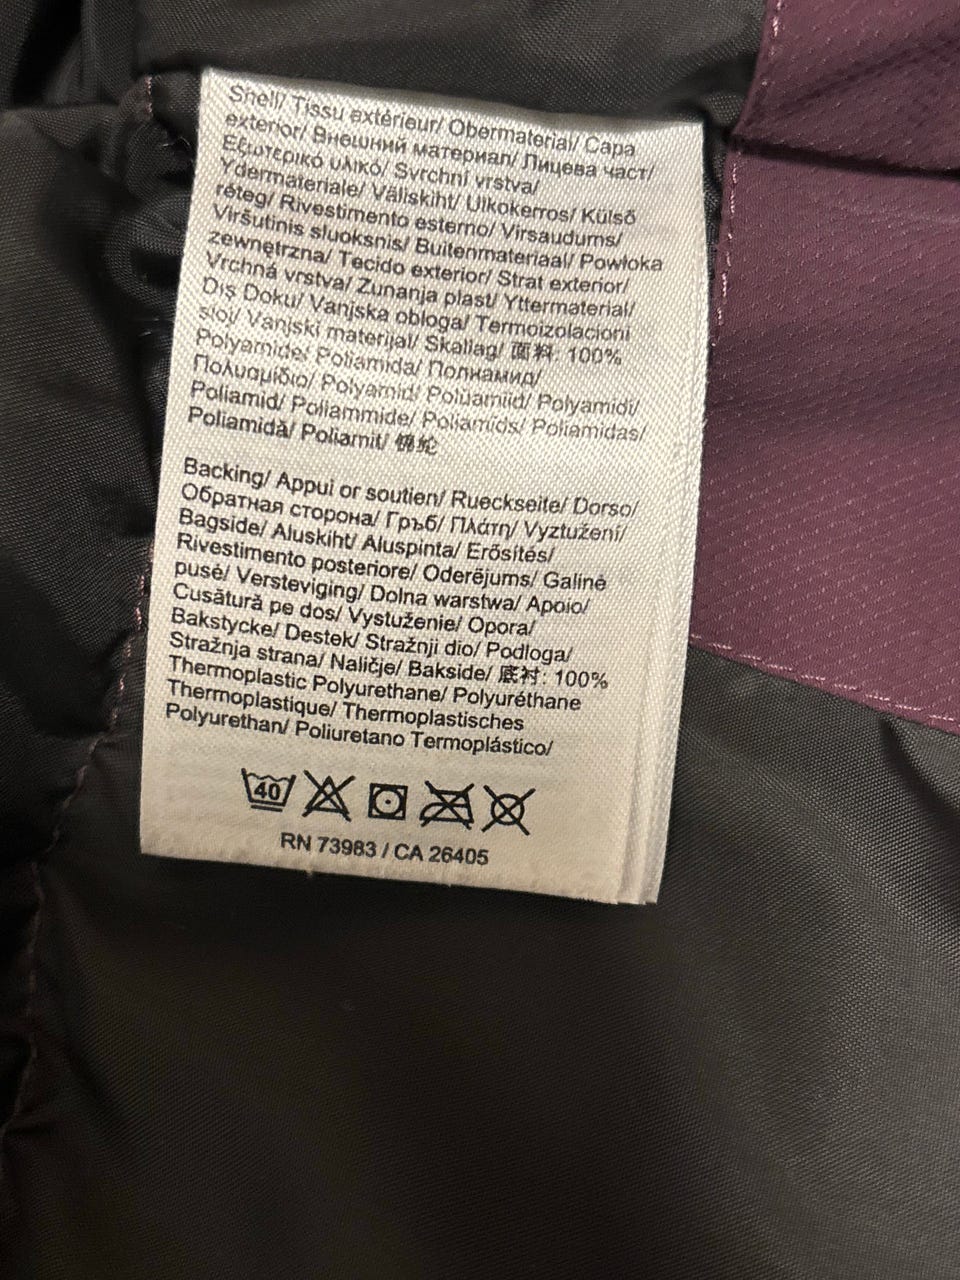 Shell/ Tissu extérieur/ Obermaterial/ Capa
exterior/ Внешний материал/ Лицева част/
Εξωτερικό υλικό/ Svrchní vrstva/
Ydermateriale/ Väliskiht/ Ulkokerros/ Külső
réteg/ Rivestimento esterno/ Virsaudums/
Viršutinis sluoksnis/ Buitenmateriaal/ Powłoka
zewnętrzna/ Tecido exterior/ Strat exterior/
Vrchná vrstva/ Zunanja plast/ Yttermaterial/
Dış Doku/ Vanjska obloga/ Termoizolacioni
sloj/ Vanjski materijal/ Skallag/ 面料: 100%
Polyamide/ Poliamida/ Полиамид/
Πολυαμίδιο/ Polyamid/ Polüamiid/ Polyamidi/
Poliamid/ Poliammide/ Poliamīds/ Poliamidas/
Poliamidă/ Poliamit/ 锦纶
Backing/ Appui or soutien/ Rueckseite/ Dorso/
Обратная сторона/ Гръб/ Πλάτη/ Vyztužení/
Bagside/ Aluskiht/ Aluspinta/ Erősítés/
Rivestimento posteriore/ Oderējums/ Galinė
pusė/ Versteviging/ Dolna warstwa/ Apoio/
Cusătură pe dos/ Vystuženie/ Opora/
Bakstycke/ Destek/ Stražnji dio/ Podloga/
Stražnja strana/ Naličje/ Bakside/ 底衬: 100%
Thermoplastic Polyurethane/ Polyuréthane
Thermoplastique/ Thermoplastisches
Polyurethan/ Poliuretano Termoplástico/
40
RN 73983 / CA 26405